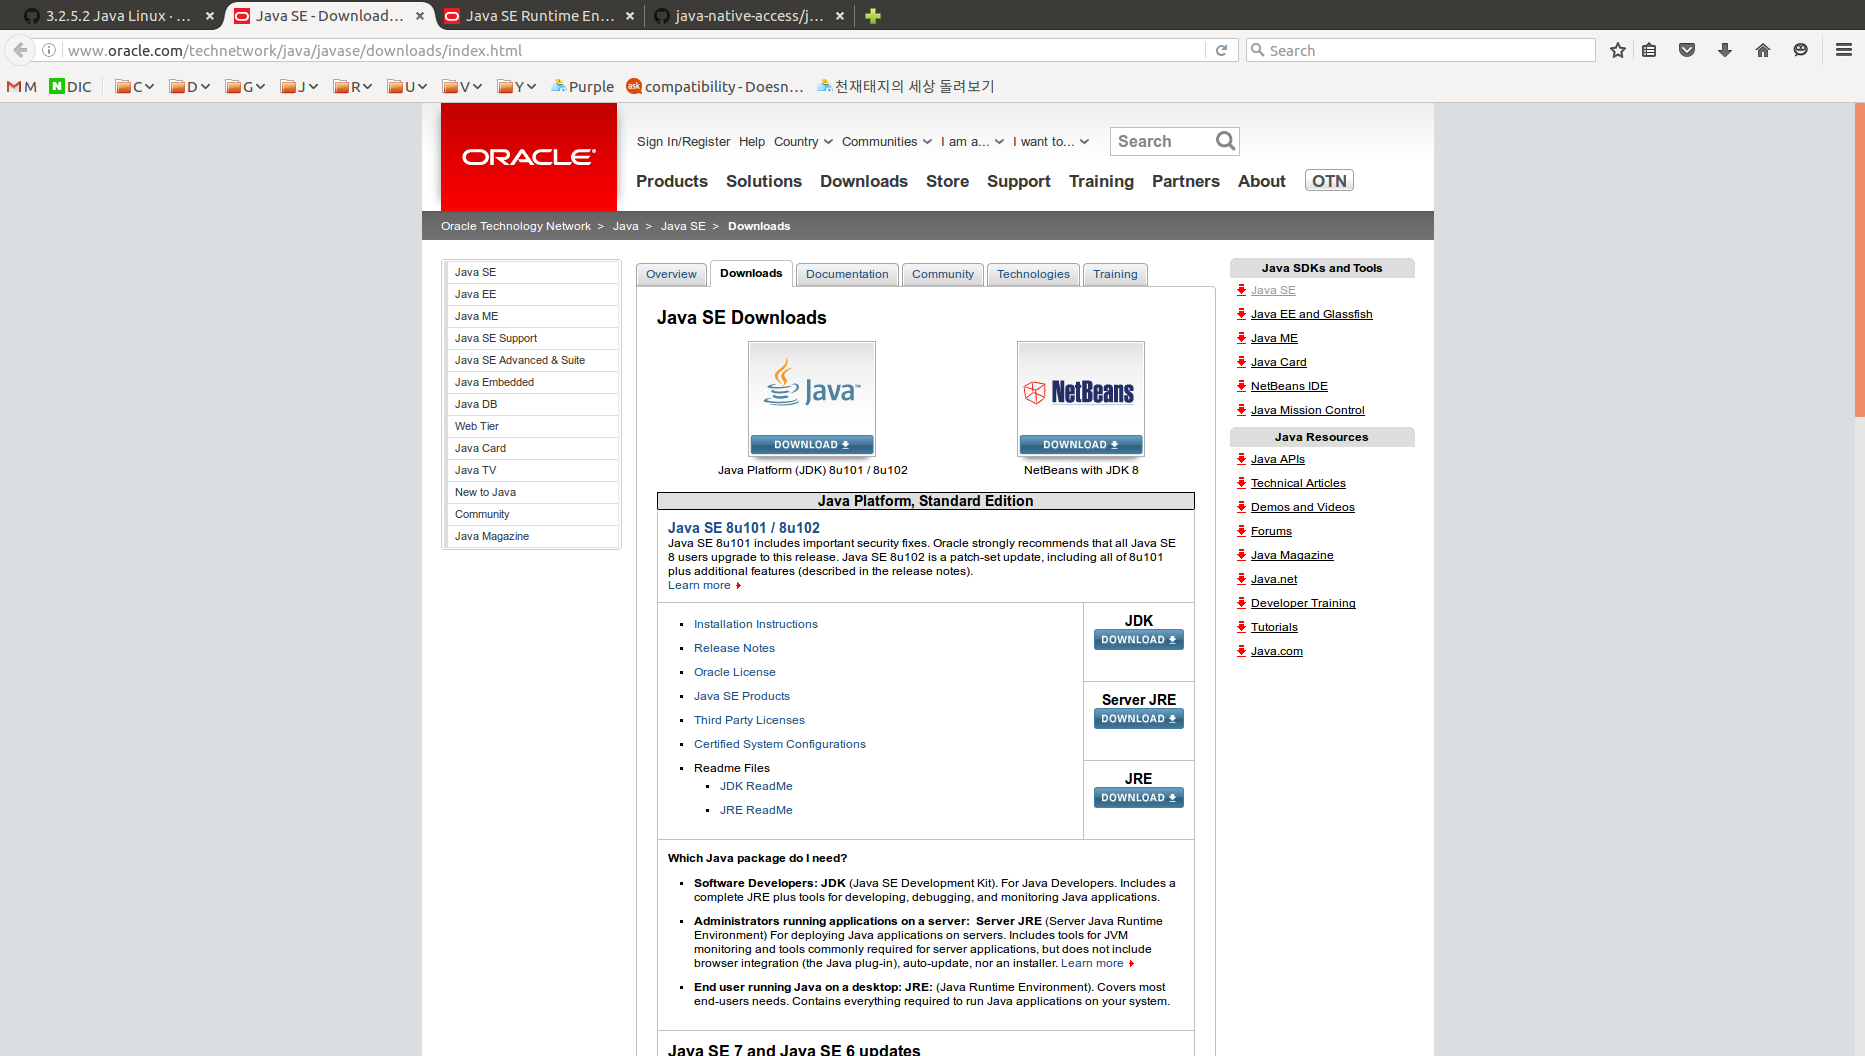 3.2.5.2 Java Linux · ...
Java SE - Download...
Java SE Runtime En...
java-native-access/j...
www.oracle.com/technetwork/java/javase/downloads/index.html
Search
M
DIC
C
D
G
J
R
U
V
Y
Purple
ask
compatibility - Doesn...
천재태지의 세상 돌려보기
ORACLE
Sign In/Register Help Country Communities I am a... I want to... Search
Products Solutions Downloads Store Support Training Partners About OTN
Oracle Technology Network > Java > Java SE > Downloads
Java SE
Java EE
Java ME
Java SE Support
Java SE Advanced & Suite
Java Embedded
Java DB
Web Tier
Java Card
Java TV
New to Java
Community
Java Magazine
Overview Downloads Documentation Community Technologies Training
Java SE Downloads
Java™
DOWNLOAD
Java Platform (JDK) 8u101 / 8u102
NetBeans
DOWNLOAD
NetBeans with JDK 8
Java Platform, Standard Edition
Java SE 8u101 / 8u102
Java SE 8u101 includes important security fixes. Oracle strongly recommends that all Java SE
8 users upgrade to this release. Java SE 8u102 is a patch-set update, including all of 8u101
plus additional features (described in the release notes).
Learn more
Installation Instructions
Release Notes
Oracle License
Java SE Products
Third Party Licenses
Certified System Configurations
Readme Files
JDK ReadMe
JRE ReadMe
JDK
DOWNLOAD
Server JRE
DOWNLOAD
JRE
DOWNLOAD
Which Java package do I need?
Software Developers: JDK (Java SE Development Kit). For Java Developers. Includes a
complete JRE plus tools for developing, debugging, and monitoring Java applications.
Administrators running applications on a server: Server JRE (Server Java Runtime
Environment) For deploying Java applications on servers. Includes tools for JVM
monitoring and tools commonly required for server applications, but does not include
browser integration (the Java plug-in), auto-update, nor an installer. Learn more
End user running Java on a desktop: JRE: (Java Runtime Environment). Covers most
end-users needs. Contains everything required to run Java applications on your system.
Java SE 7 and Java SE 6 updates
Java SDKs and Tools
Java SE
Java EE and Glassfish
Java ME
Java Card
NetBeans IDE
Java Mission Control
Java Resources
Java APIs
Technical Articles
Demos and Videos
Forums
Java Magazine
Java.net
Developer Training
Tutorials
Java.com